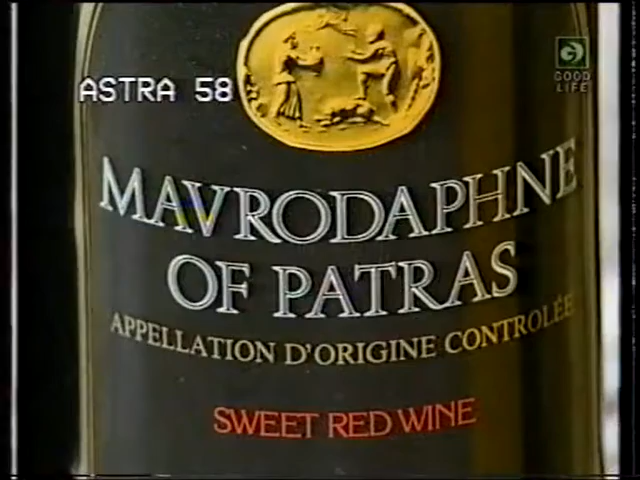 ASTRA 58
GOOD
LIFE
MAVRODAPHNE
OF PATRAS
APPELLATION D'ORIGINE CONTROLÉE
SWEET RED WINE